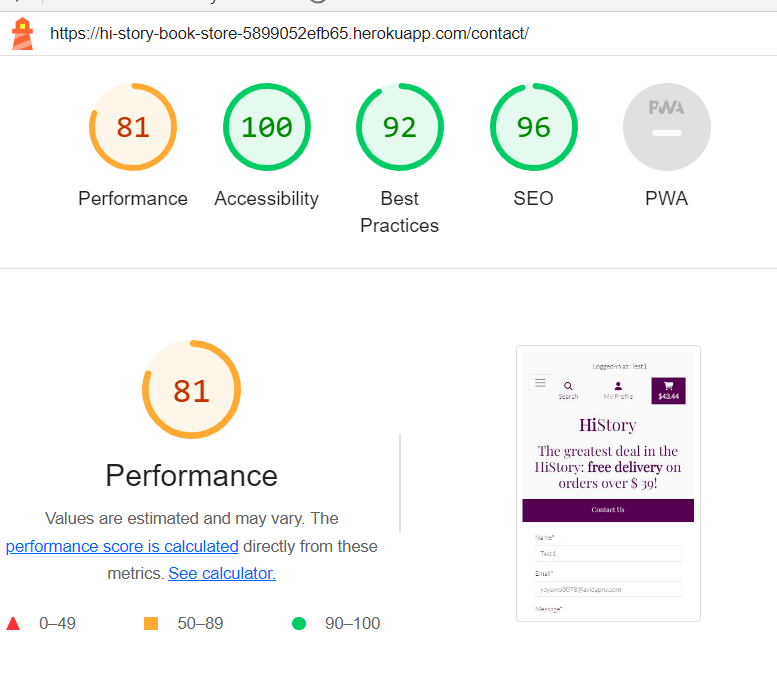 https://hi-story-book-store-5899052efb65.herokuapp.com/contact/
81
100
92
96
PWA
Performance
Accessibility
Best
Practices
SEO
PWA
81
Performance
Values are estimated and may vary. The
performance score is calculated directly from these
metrics. See calculator.
0–49
50–89
90–100
Logged-in as: Test1
Search
My Profile
$43.44
HiStory
The greatest deal in the
HiStory: free delivery on
orders over $ 39!
Contact Us
Name*
Test1
Email*
yoyawo3078@avidapro.com
Message*